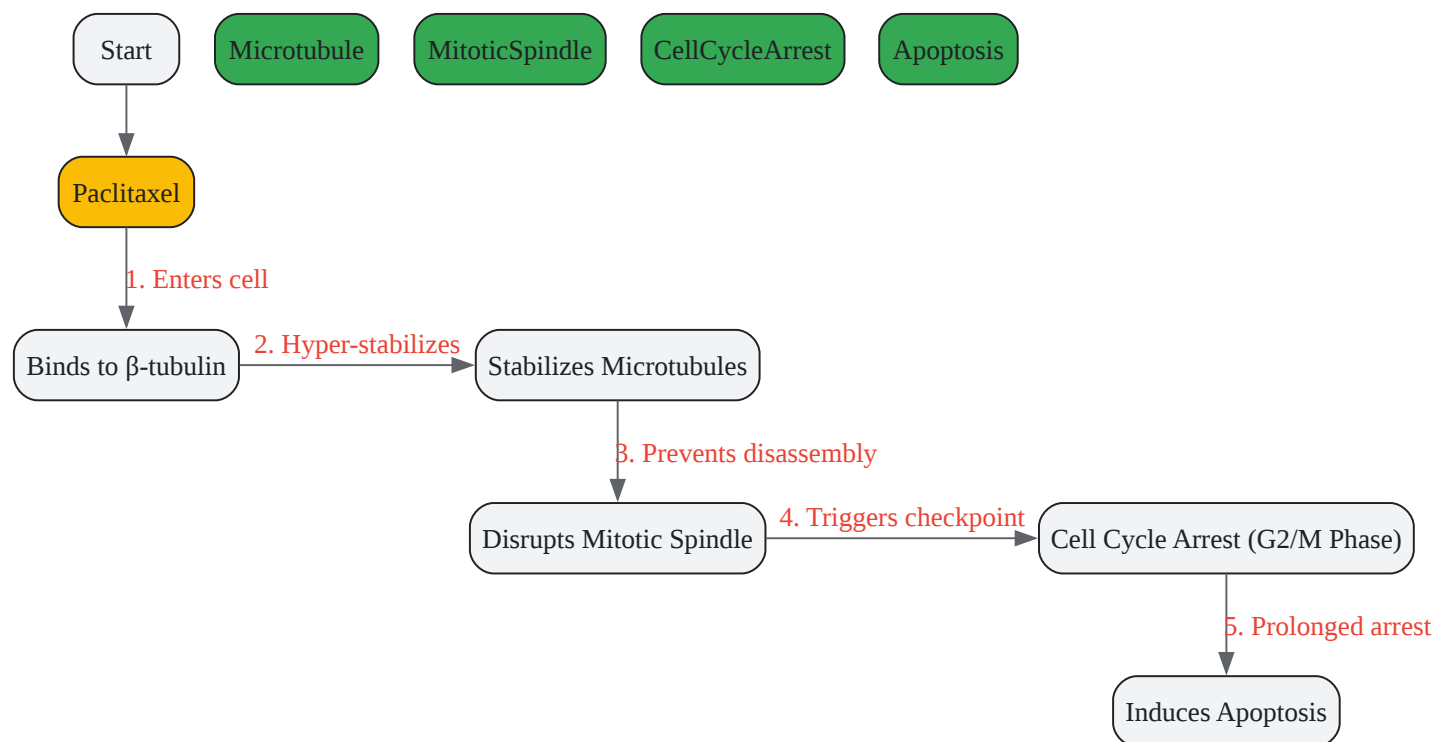 Start
Microtubule
MitoticSpindle
CellCycleArrest
Apoptosis
Paclitaxel
1. Enters cell
Binds to β-tubulin
2. Hyper-stabilizes
Stabilizes Microtubules
3. Prevents disassembly
Disrupts Mitotic Spindle
4. Triggers checkpoint
Cell Cycle Arrest (G2/M Phase)
5. Prolonged arrest
Induces Apoptosis